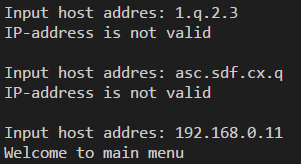 Input host addres: 1.q.2.3
IP-address is not valid
Input host addres: asc.sdf.cx.q
IP-address is not valid
Input host addres: 192.168.0.11
Welcome to main menu